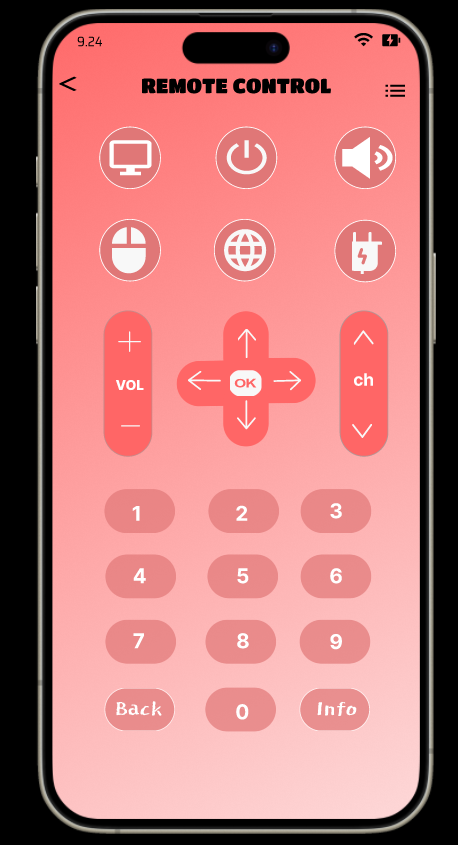 9.24
REMOTE CONTROL
VOL
OK
ch
1 2 3
4 5 6
7 8 9
Back 0 Info